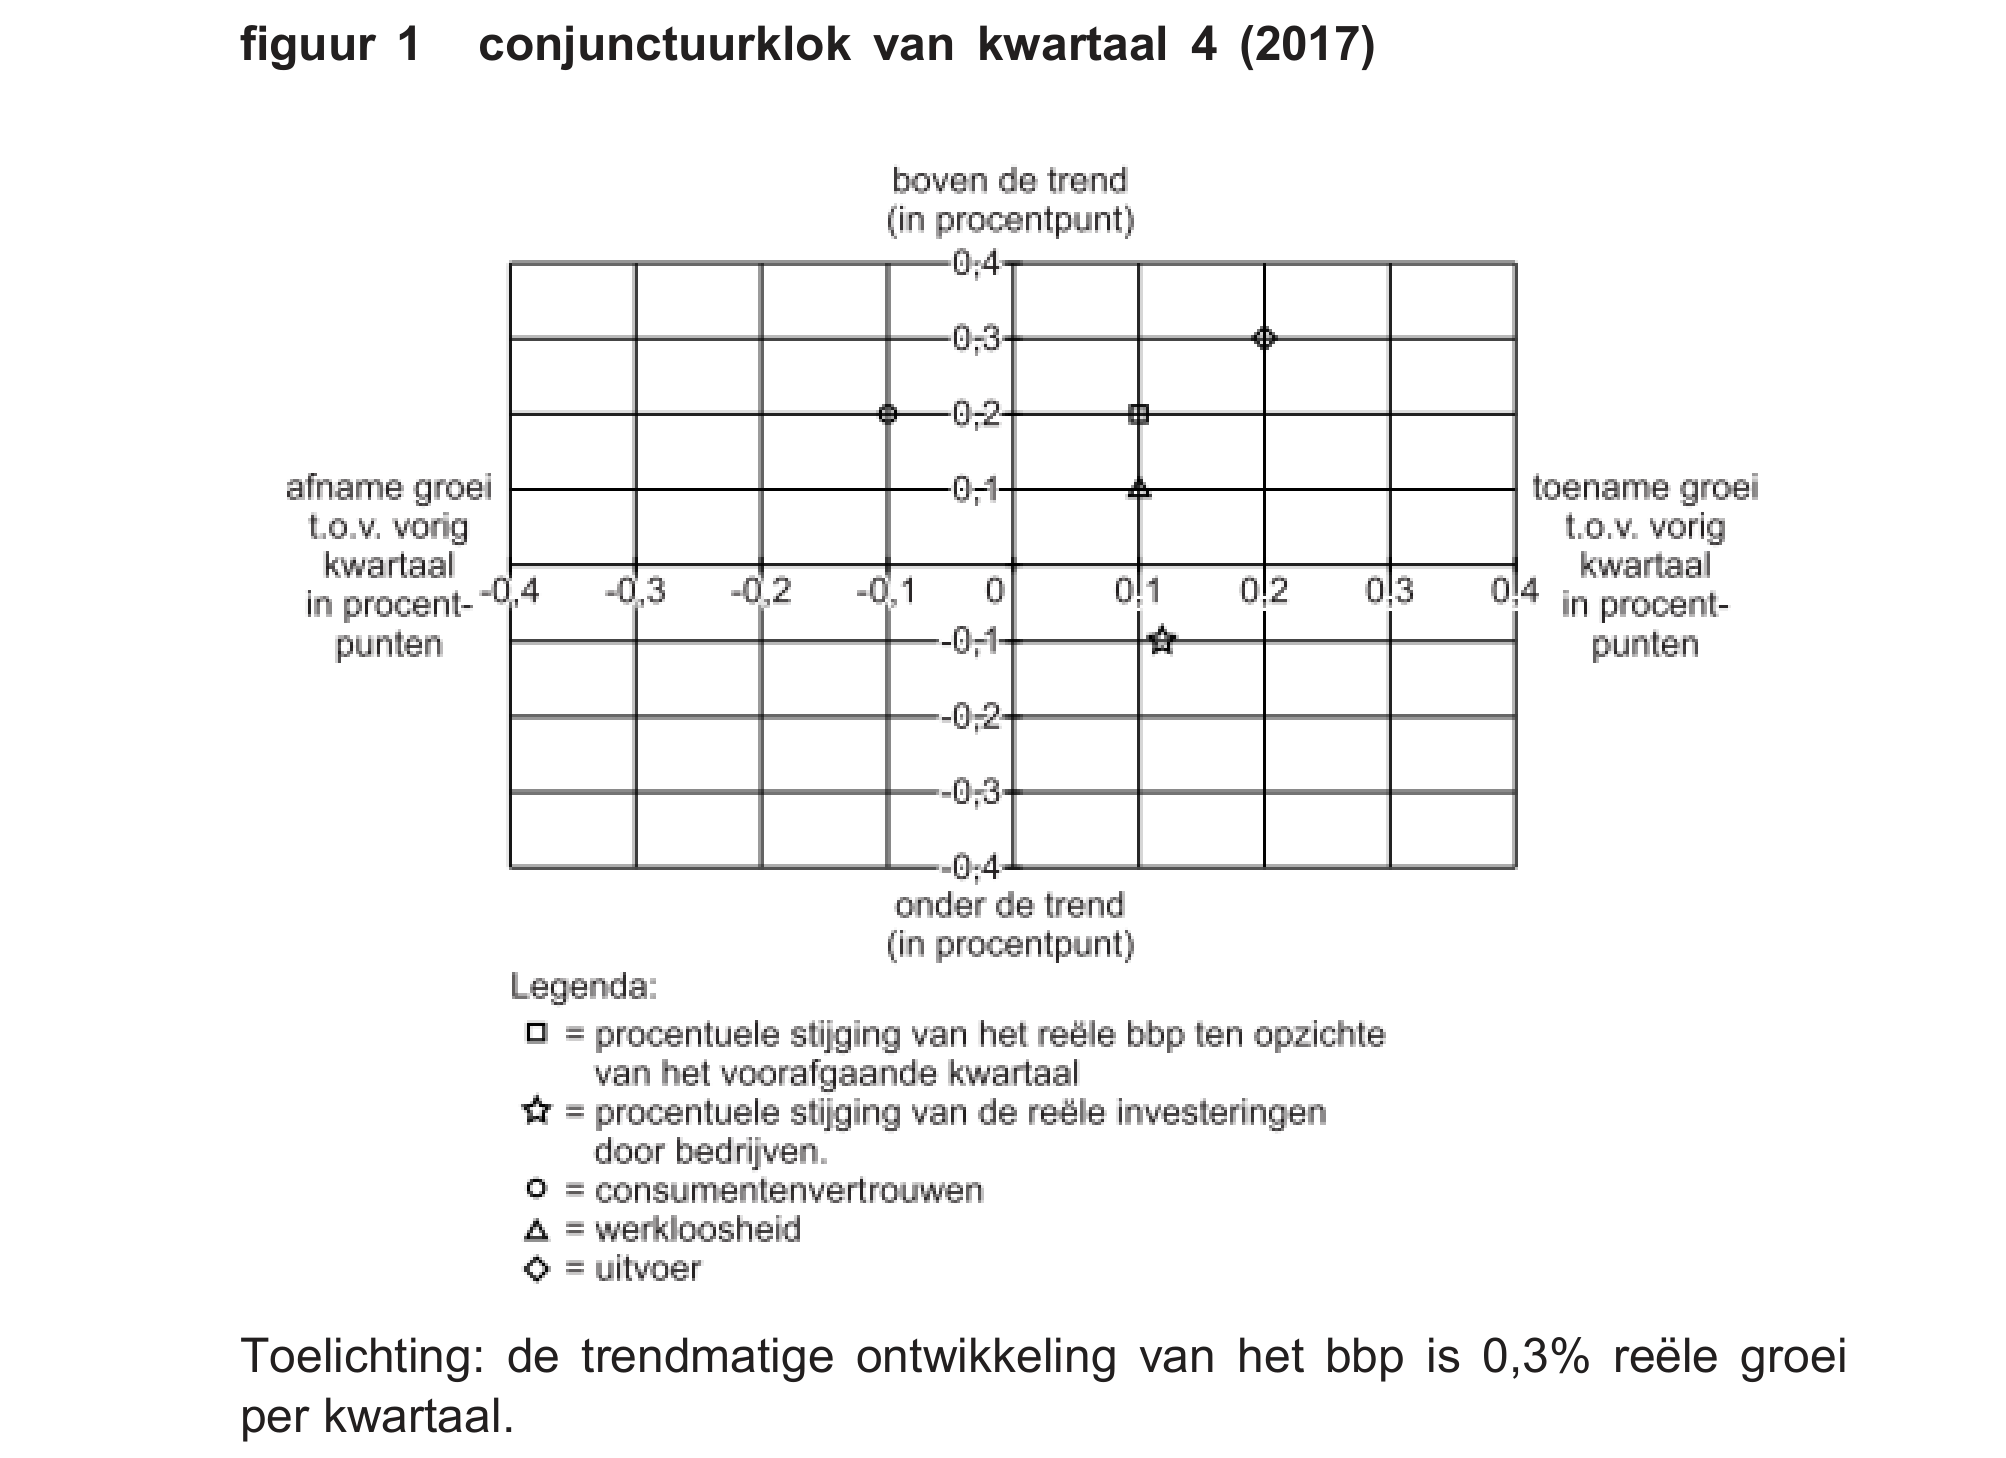 figuur 1 conjunctuurklok van kwartaal 4 (2017)
boven de trend
(in procentpunt)
0,4
0,3
0,2
0,1
afname groei
t.o.v. vorig
kwartaal
in procent-
punten
toename groei
t.o.v. vorig
kwartaal
in procent-
punten
-0,4 -0,3 -0,2 -0,1 0 0,1 0,2 0,3 0,4
-0,1
-0,2
-0,3
-0,4
onder de trend
(in procentpunt)
Legenda:
= procentuele stijging van het reële bbp ten opzichte
van het voorafgaande kwartaal
= procentuele stijging van de reële investeringen
door bedrijven.
= consumentenvertrouwen
= werkloosheid
= uitvoer
Toelichting: de trendmatige ontwikkeling van het bbp is 0,3% reële groei
per kwartaal.